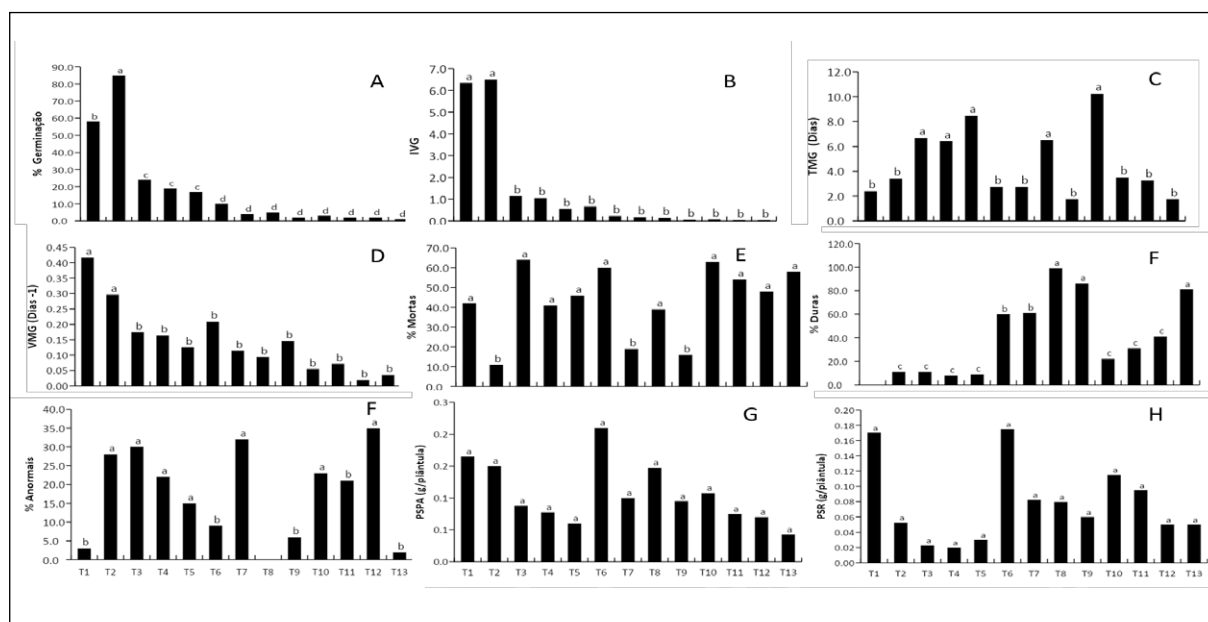 A
% Germinação
90.0
80.0
70.0
60.0
50.0
40.0
30.0
20.0
10.0
0.0
b a c c c d d d d d d d d
B
IVG
7.0
6.0
5.0
4.0
3.0
2.0
1.0
0.0
a a b b b b b b b b b b b
C
TMG (Dias)
12.0
10.0
8.0
6.0
4.0
2.0
0.0
b b a a a b b a b a b b b
D
VMG (Dias -1)
0.45
0.40
0.35
0.30
0.25
0.20
0.15
0.10
0.05
0.00
a a b b b b b b b b b b b
E
% Mortas
70.0
60.0
50.0
40.0
30.0
20.0
10.0
0.0
a b a a a a b a b a a a a
F
% Duras
120.0
100.0
80.0
60.0
40.0
20.0
0.0
c c c c b b a a c c c a
F
% Anormais
40.0
35.0
30.0
25.0
20.0
15.0
10.0
5.0
0.0
b a a a a b a b a b a b
T1 T2 T3 T4 T5 T6 T7 T8 T9 T10 T11 T12 T13
G
PSPA (g/plântula)
0.3
0.2
0.2
0.1
0.1
0.0
a a a a a a a a a a a a a
T1 T2 T3 T4 T5 T6 T7 T8 T9 T10 T11 T12 T13
H
PSR (g/plântula)
0.20
0.18
0.16
0.14
0.12
0.10
0.08
0.06
0.04
0.02
0.00
a a a a a a a a a a a a a
T1 T2 T3 T4 T5 T6 T7 T8 T9 T10 T11 T12 T13